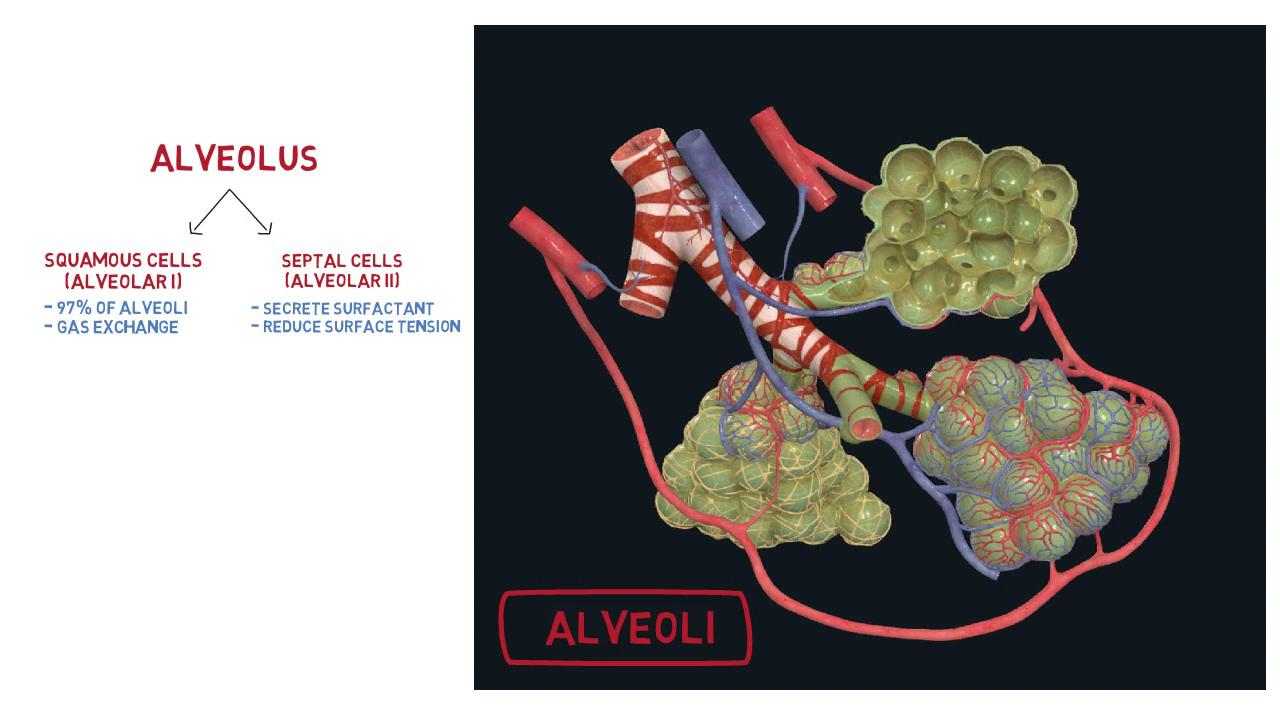 ALVEOLUS
SQUAMOUS CELLS
(ALVEOLAR I)
- 97% OF ALVEOLI
- GAS EXCHANGE
SEPTAL CELLS
(ALVEOLAR II)
- SECRETE SURFACTANT
- REDUCE SURFACE TENSION
ALVEOLI